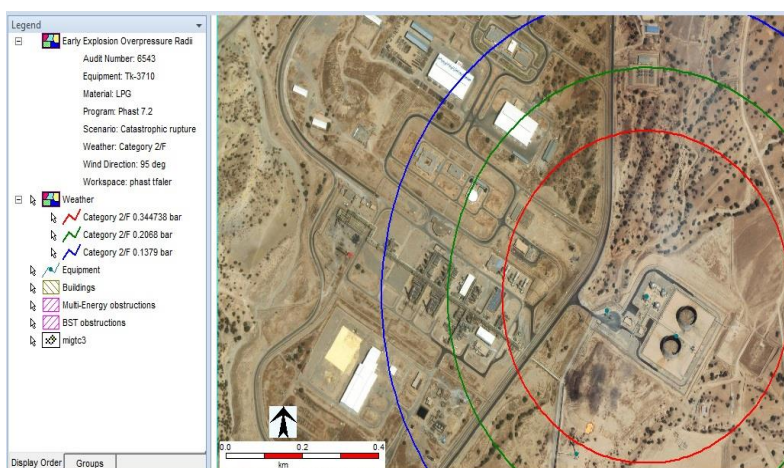 Legend
Early Explosion Overpressure Radii
Audit Number: 6543
Equipment: Tk-3710
Material: LPG
Program: Phast 7.2
Scenario: Catastrophic rupture
Weather: Category 2/F
Wind Direction: 95 deg
Workspace: phast tfaler
Weather
Category 2/F 0.344738 bar
Category 2/F 0.2068 bar
Category 2/F 0.1379 bar
Equipment
Buildings
Multi-Energy obstructions
BST obstructions
migtc3
Display Order Groups
0.0 0.2 0.4
km